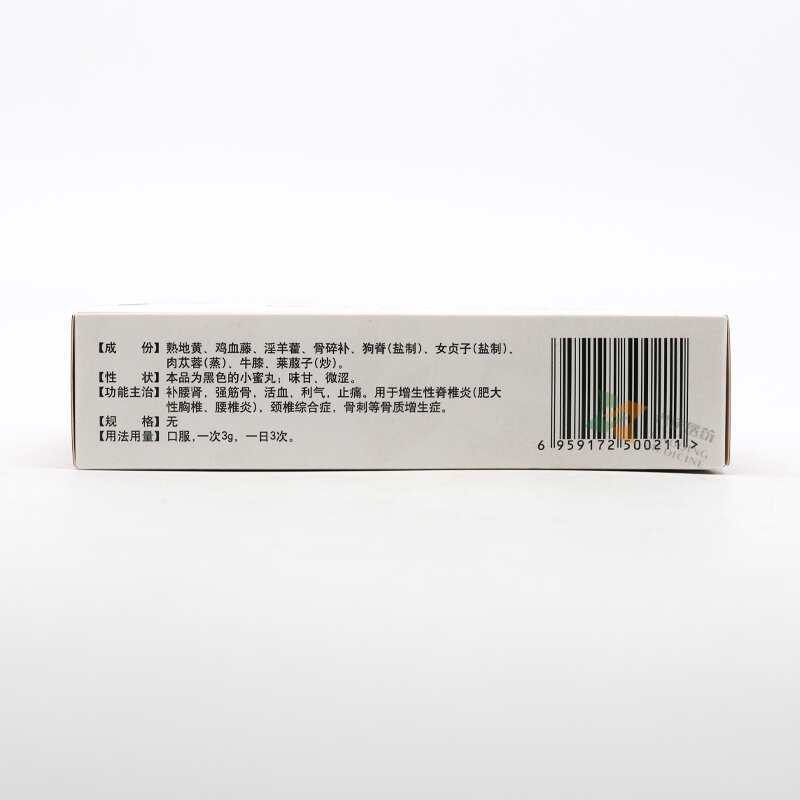 【成　份】熟地黄、鸡血藤、淫羊藿、骨碎补、狗脊(盐制)、女贞子(盐制)、
肉苁蓉(蒸)、牛膝、莱菔子(炒)。
【性　状】本品为黑色的小蜜丸；味甘、微涩。
【功能主治】补腰肾，强筋骨，活血，利气，止痛。用于增生性脊椎炎(肥大
性胸椎、腰椎炎)，颈椎综合症，骨刺等骨质增生症。
【规　格】无
【用法用量】口服，一次3g，一日3次。
6 959172 500211 >